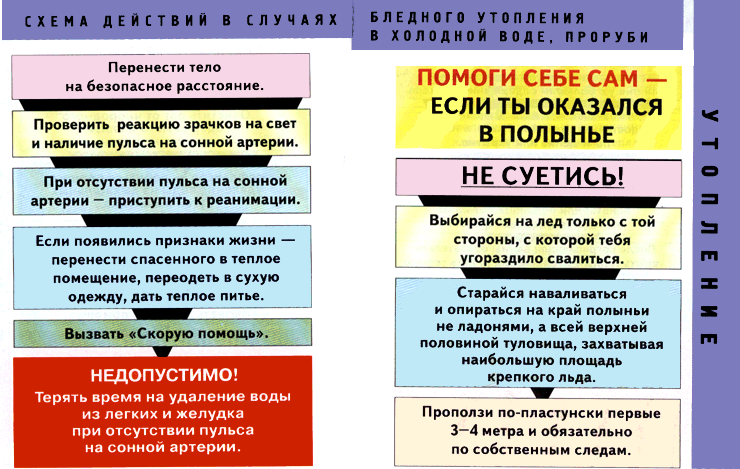 СХЕМА ДЕЙСТВИЙ В СЛУЧАЯХ
БЛЕДНОГО УТОПЛЕНИЯ
В ХОЛОДНОЙ ВОДЕ, ПРОРУБИ
Перенести тело
на безопасное расстояние.
Проверить реакцию зрачков на свет
и наличие пульса на сонной артерии.
При отсутствии пульса на сонной
артерии — приступить к реанимации.
Если появились признаки жизни —
перенести спасенного в теплое
помещение, переодеть в сухую
одежду, дать теплое питье.
Вызвать «Скорую помощь».
НЕДОПУСТИМО!
Терять время на удаление воды
из легких и желудка
при отсутствии пульса
на сонной артерии.
ПОМОГИ СЕБЕ САМ —
ЕСЛИ ТЫ ОКАЗАЛСЯ
В ПОЛЫНЬЕ
НЕ СУЕТИСЬ!
Выбирайся на лед только с той
стороны, с которой тебя
угораздило свалиться.
Старайся наваливаться
и опираться на край полыньи
не ладонями, а всей верхней
половиной туловища, захватывая
наибольшую площадь
крепкого льда.
Проползи по-пластунски первые
3—4 метра и обязательно
по собственным следам.
УТОПЛЕНИЕ